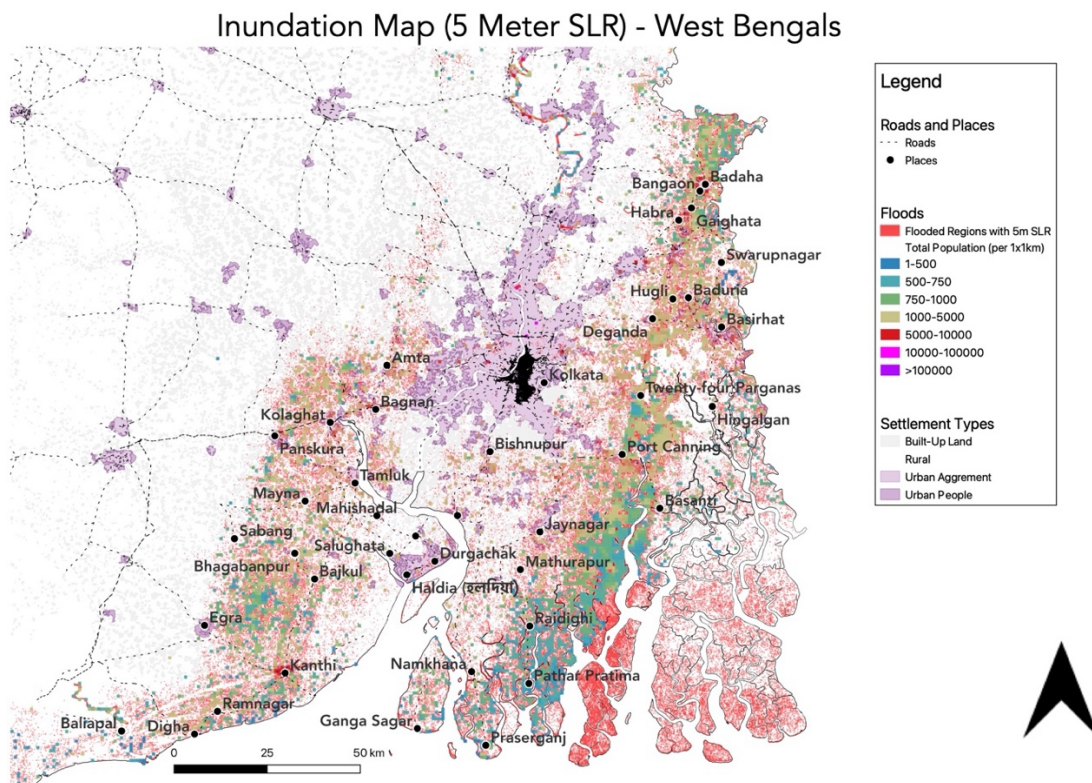 Inundation Map (5 Meter SLR) - West Bengals
Legend
Roads and Places
Roads
Places
Floods
Flooded Regions with 5m SLR
Total Population (per 1x1km)
1-500
500-750
750-1000
1000-5000
5000-10000
10000-100000
>100000
Settlement Types
Built-Up Land
Rural
Urban Aggrement
Urban People
Badaha
Bangaon
Habra
Gaighata
Swarupnagar
Hugli
Baduria
Deganda
Basirhat
Amta
Kolkata
Twenty-four Parganas
Bagnan
Hingalgan
Kolaghat
Panskura
Bishnupur
Port Canning
Tamluk
Mayna
Mahishadal
Basanti
Sabang
Salughata
Jaynagar
Bhagabanpur
Durgachak
Bajkul
Mathurapur
Haldia (হলদিয়া)
Egra
Raidighi
Kanthi
Namkhana
Pathar Pratima
Ramnagar
Baliapal
Digha
Ganga Sagar
Praserganj
0 25 50 km